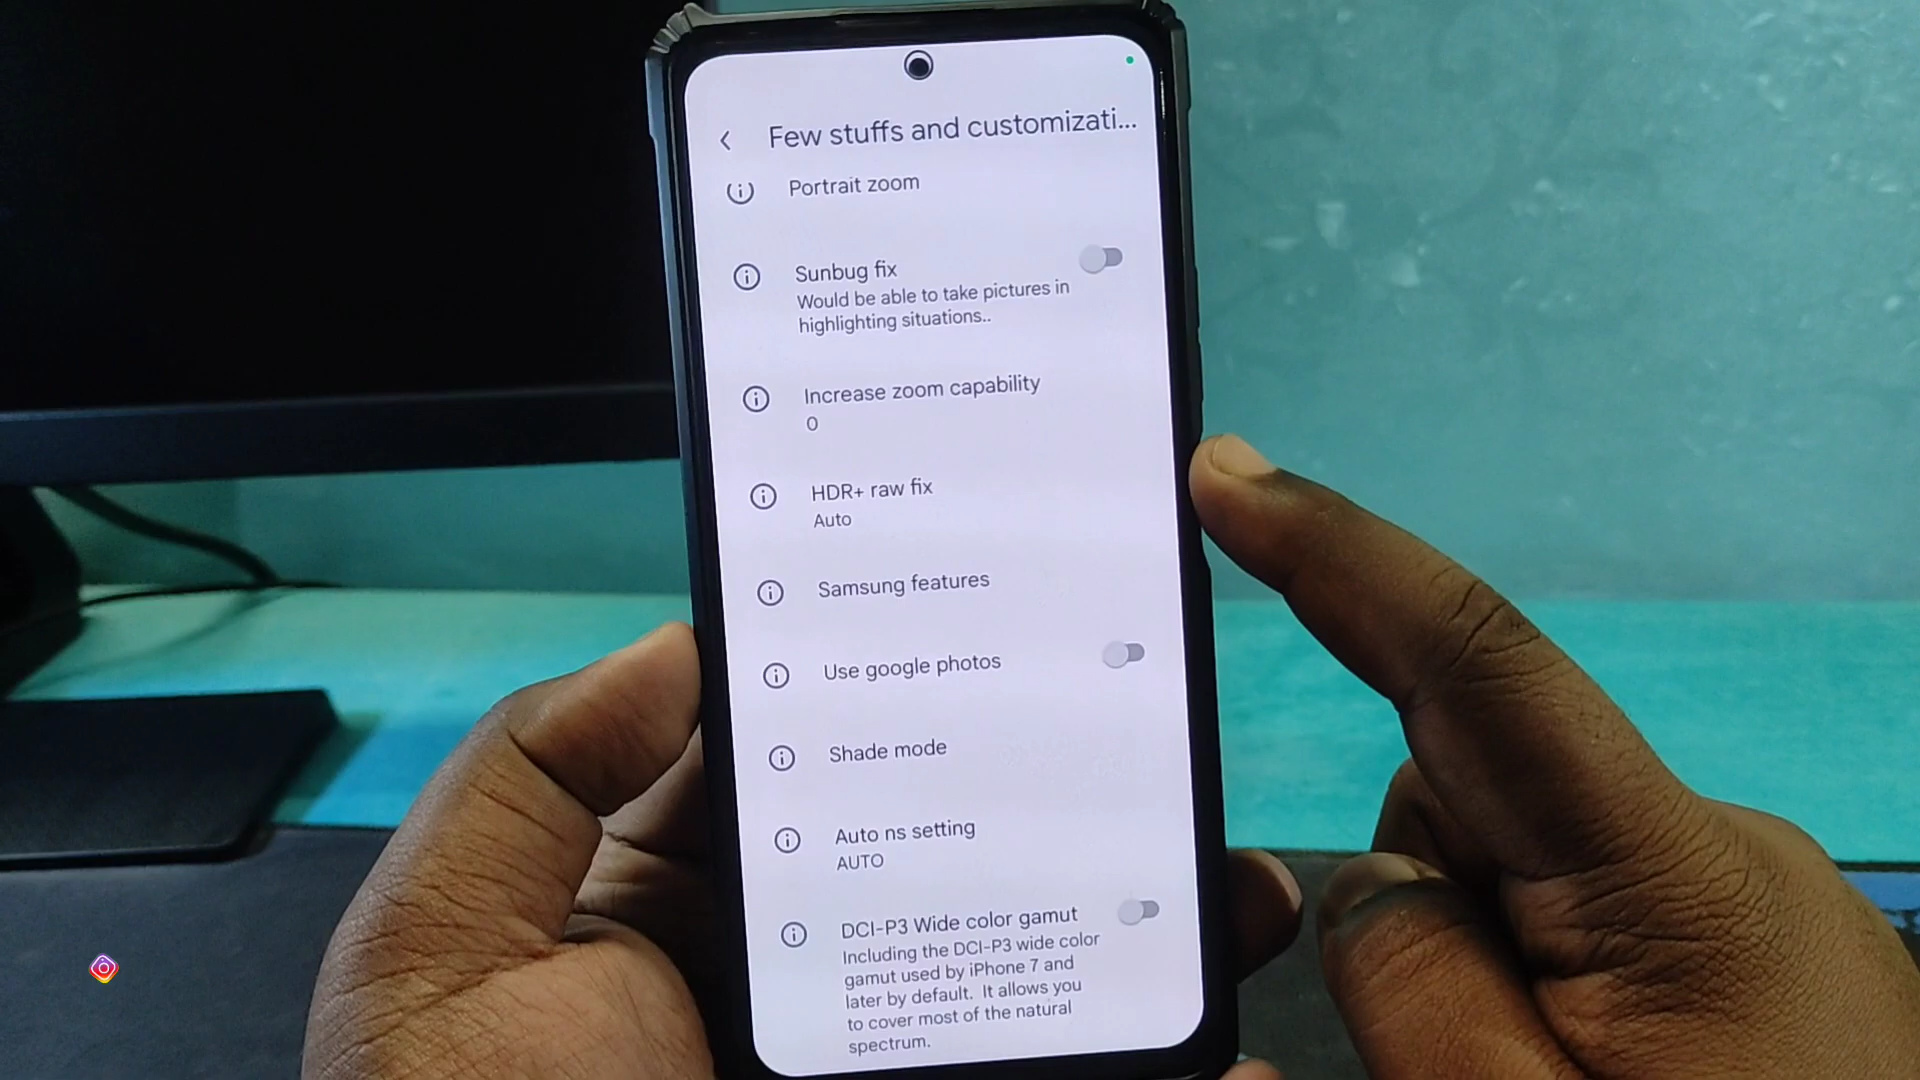 Few stuffs and customizati...
Portrait zoom
Sunbug fix
Would be able to take pictures in
highlighting situations..
Increase zoom capability
0
HDR+ raw fix
Auto
Samsung features
Use google photos
Shade mode
Auto ns setting
AUTO
DCI-P3 Wide color gamut
Including the DCI-P3 wide color
gamut used by iPhone 7 and
later by default. It allows you
to cover most of the natural
spectrum.